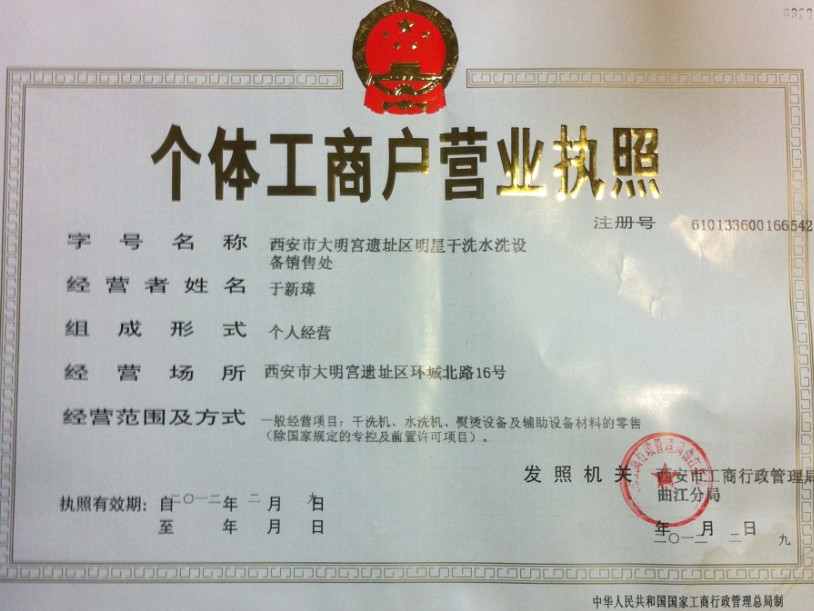 个体工商户营业执照
注册号 610133600166542
字号名称 西安市大明宫遗址区明星干洗水洗设
备销售处
经营者姓名 于新璋
组成形式 个人经营
经营场所 西安市大明宫遗址区环城北路16号
经营范围及方式 一般经营项目：干洗机、水洗机、熨烫设备及辅助设备材料的零售
（除国家规定的专控及前置许可项目）。
发照机关 西安市工商行政管理局
曲江分局
执照有效期：自二〇一二年二月九日
至 年 月 日
二〇一二年二月九日
中华人民共和国国家工商行政管理总局制